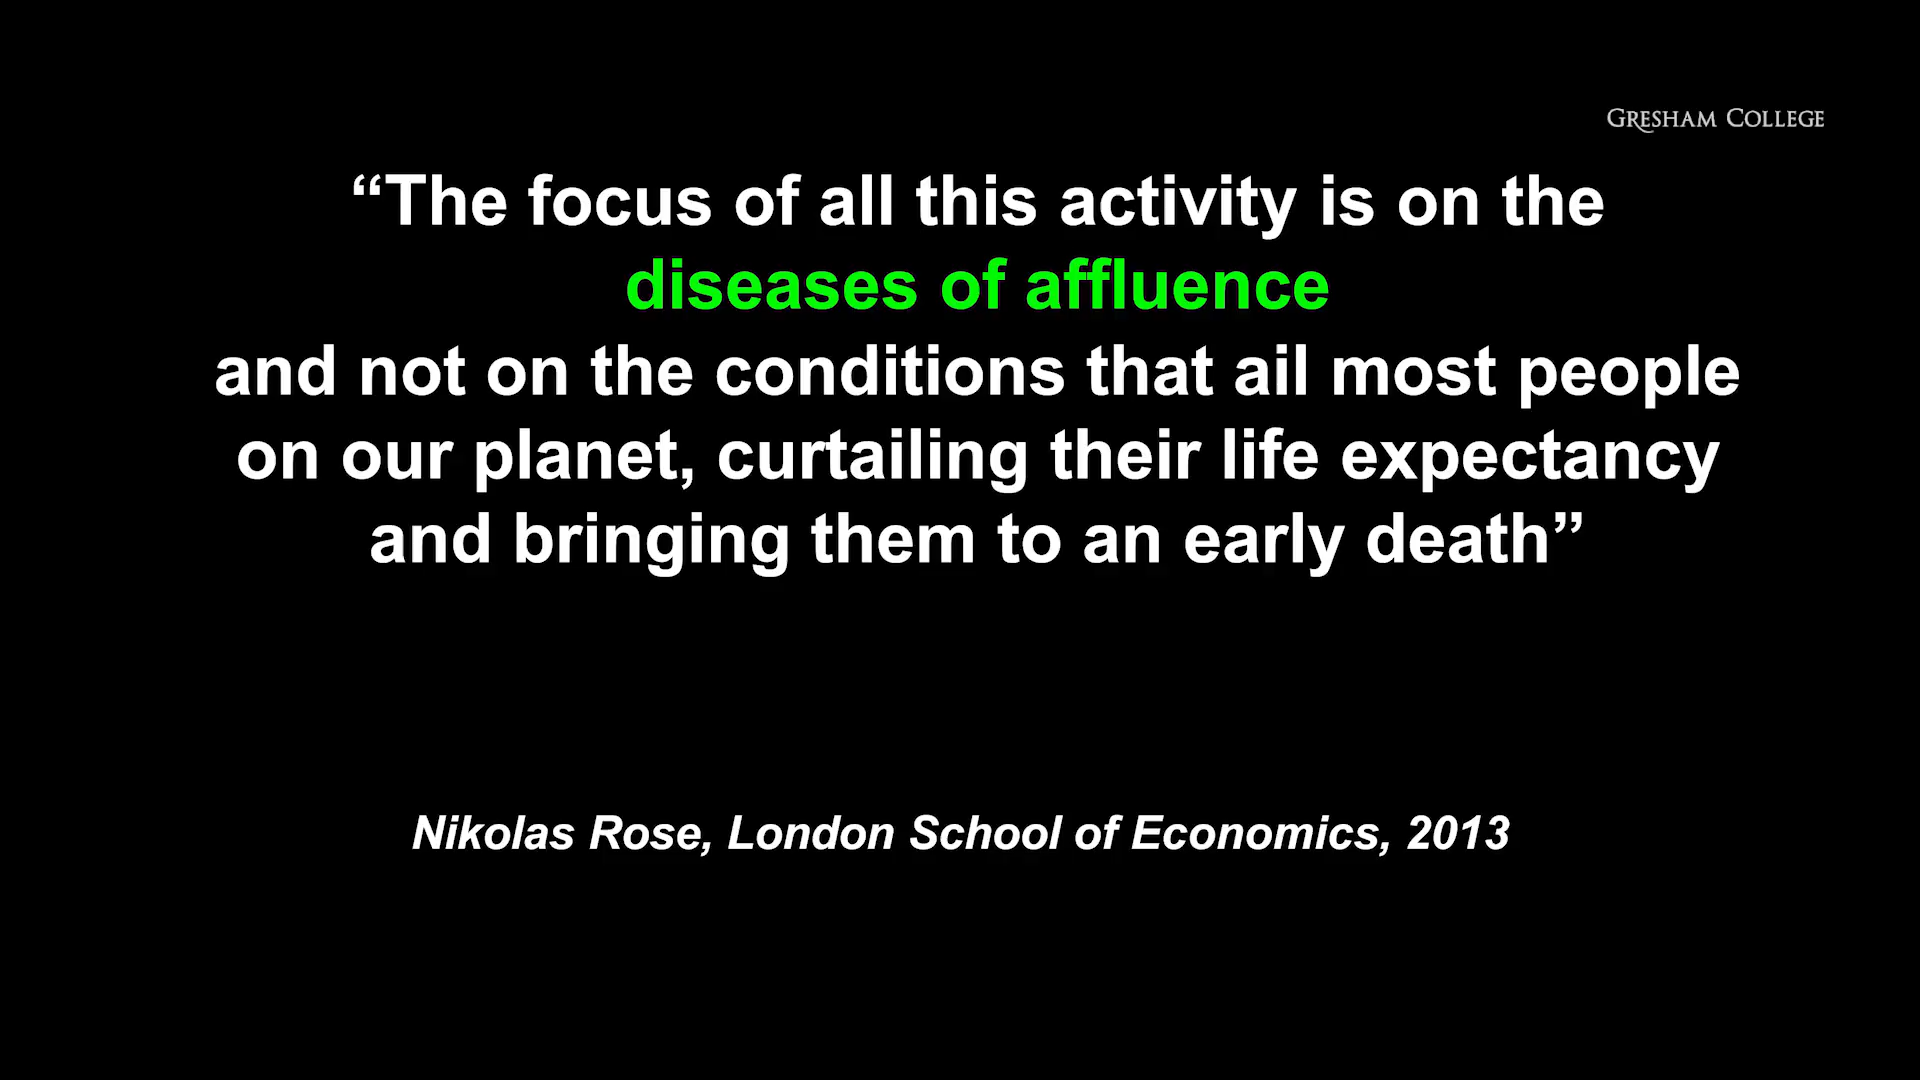 GRESHAM COLLEGE
“The focus of all this activity is on the
diseases of affluence
and not on the conditions that ail most people
on our planet, curtailing their life expectancy
and bringing them to an early death”
Nikolas Rose, London School of Economics, 2013